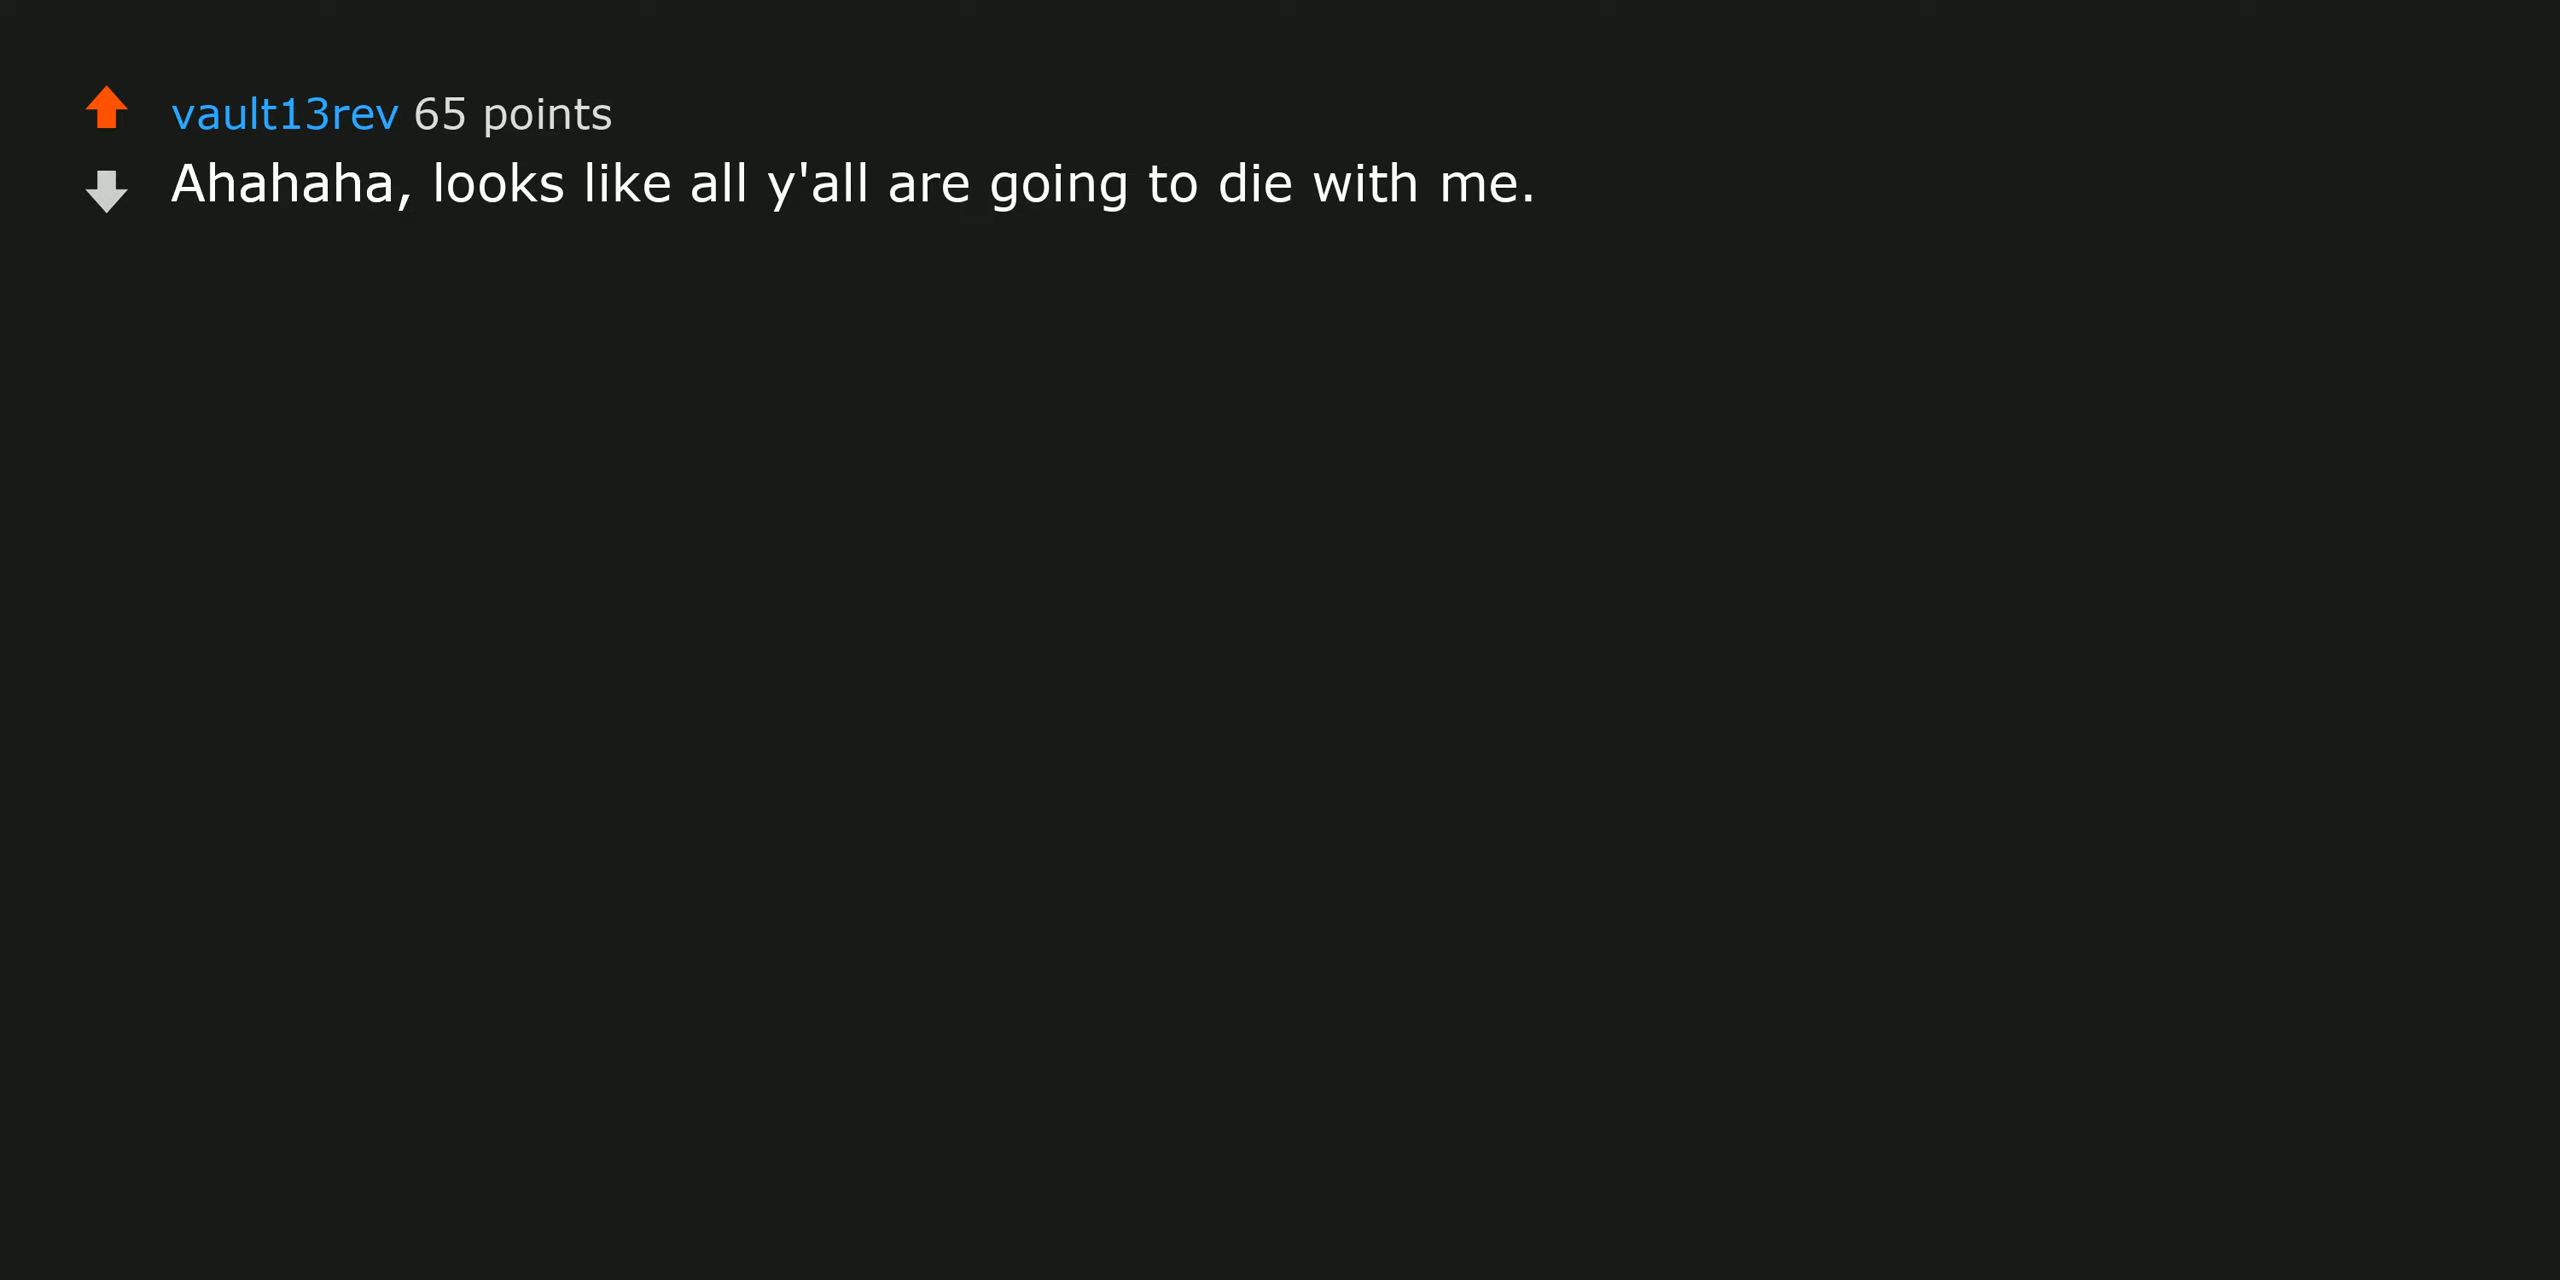 vault13rev 65 points
Ahahaha, looks like all y'all are going to die with me.